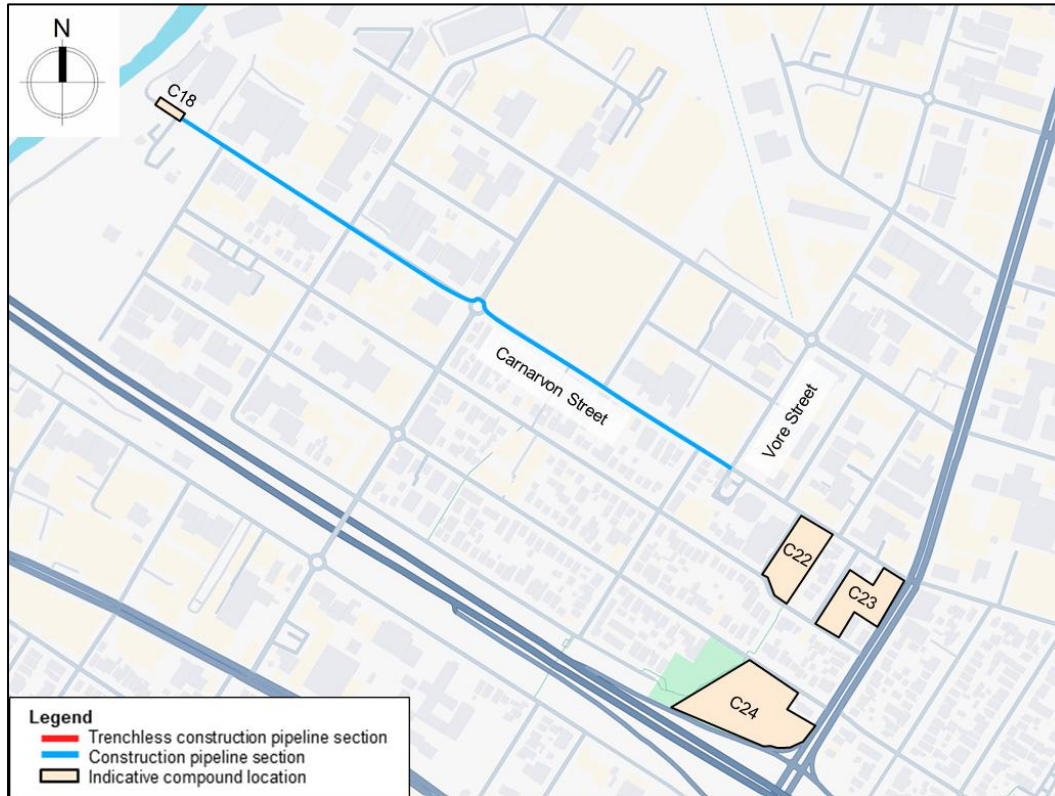 N
C18
Carnarvon Street
Vore Street
C22
C23
C24
Legend
Trenchless construction pipeline section
Construction pipeline section
Indicative compound location